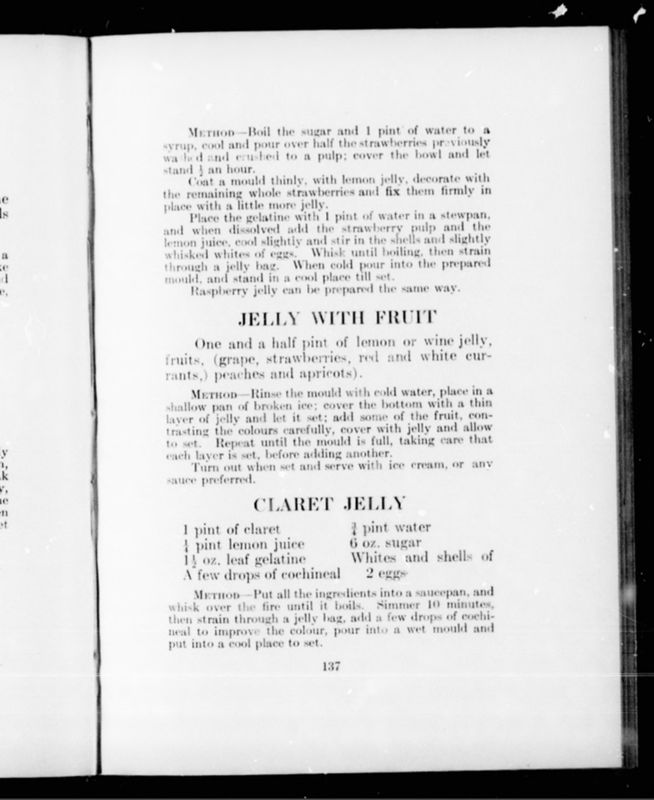 METHOD—Boil the sugar and 1 pint of water to a
syrup, cool and pour over half the strawberries previously
washed and crushed to a pulp; cover the bowl and let
stand ½ an hour.
Coat a mould thinly, with lemon jelly, decorate with
the remaining whole strawberries and fix them firmly in
place with a little more jelly.
Place the gelatine with 1 pint of water in a stewpan,
and when dissolved add the strawberry pulp and the
lemon juice, cool slightly and stir in the shells and slightly
whisked whites of eggs. Whisk until boiling, then strain
through a jelly bag. When cold pour into the prepared
mould, and stand in a cool place till set.
Raspberry jelly can be prepared the same way.
JELLY WITH FRUIT
One and a half pint of lemon or wine jelly,
fruits, (grape, strawberries, red and white cur-
rants,) peaches and apricots).
METHOD—Rinse the mould with cold water, place in a
shallow pan of broken ice; cover the bottom with a thin
layer of jelly and let it set; add some of the fruit, con-
trasting the colours carefully, cover with jelly and allow
to set. Repeat until the mould is full, taking care that
each layer is set, before adding another.
Turn out when set and serve with ice cream, or any
sauce preferred.
CLARET JELLY
1 pint of claret ¾ pint water
¼ pint lemon juice 6 oz. sugar
1½ oz. leaf gelatine Whites and shells of
A few drops of cochineal 2 eggs
METHOD—Put all the ingredients into a saucepan, and
whisk over the fire until it boils. Simmer 10 minutes,
then strain through a jelly bag, add a few drops of cochi-
neal to improve the colour, pour into a wet mould and
put into a cool place to set.
137